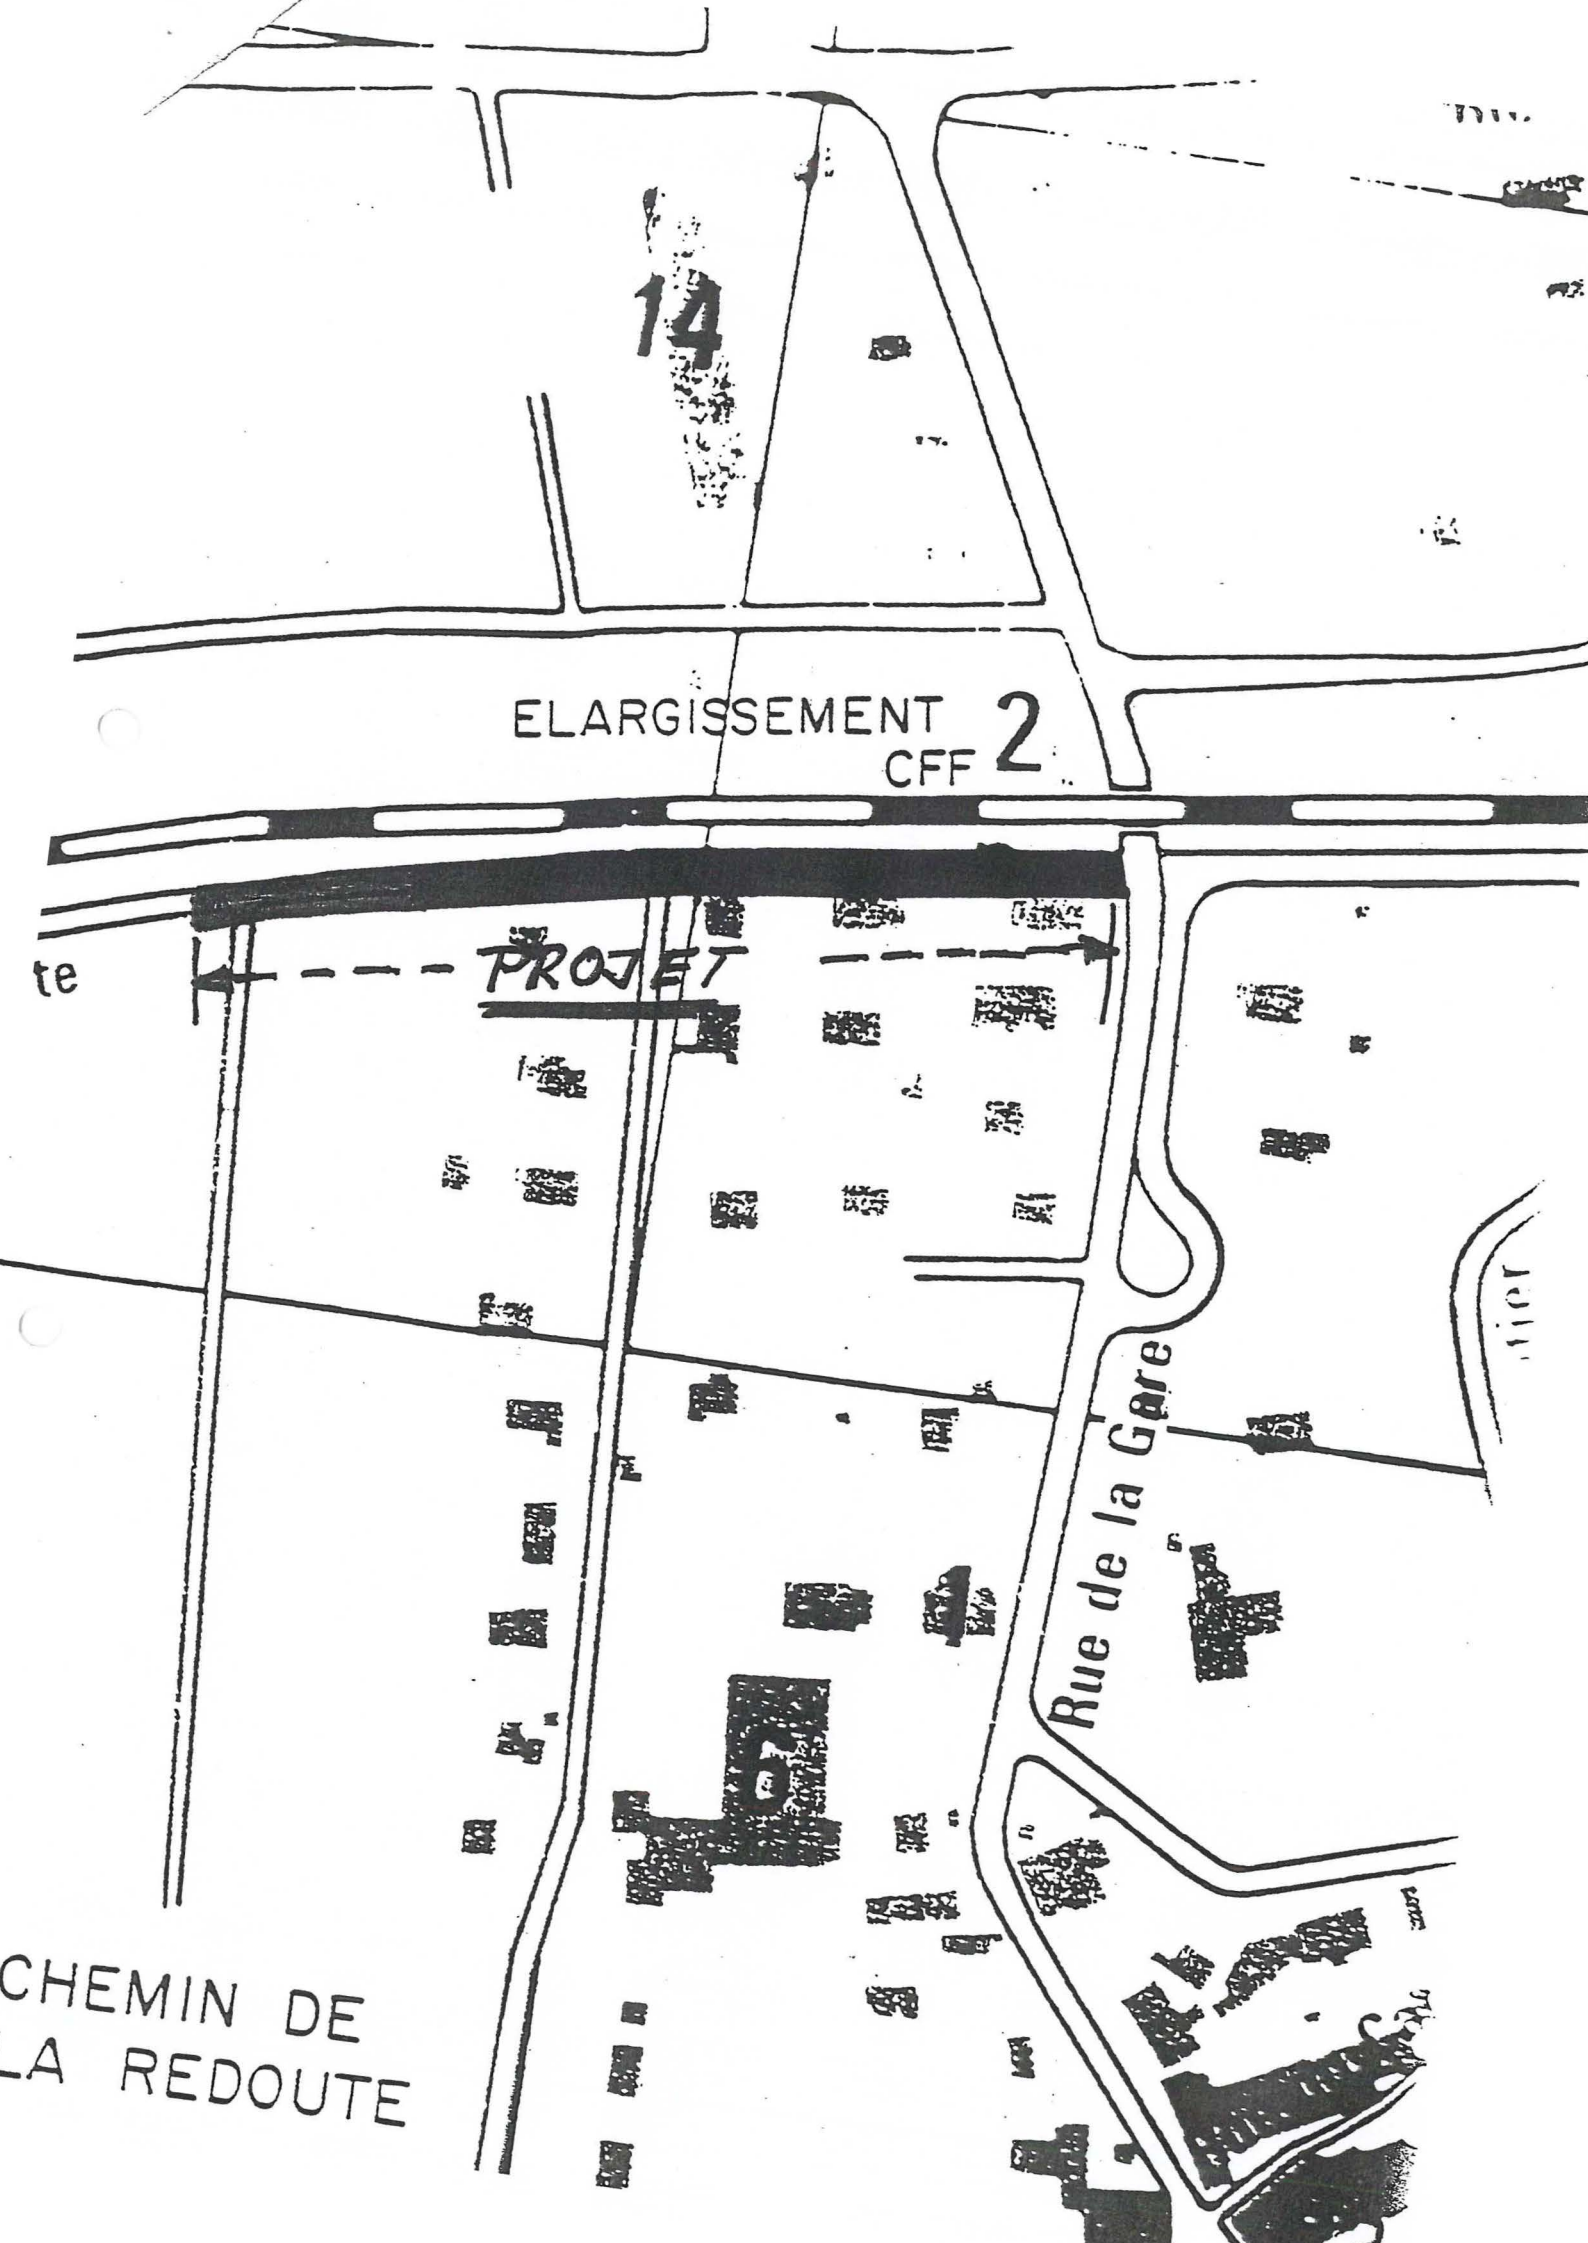 14
ELARGISSEMENT
CFF 2
te
PROJET
Rue de la Gare
6
CHEMIN DE
LA REDOUTE